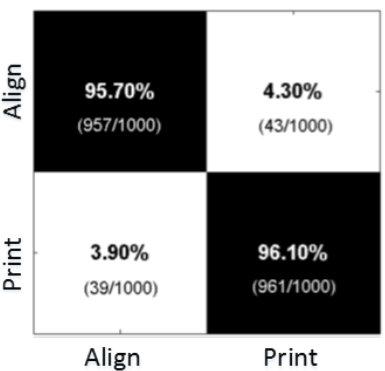 Align
95.70%
4.30%
(957/1000)
(43/1000)
Print
3.90%
96.10%
(39/1000)
(961/1000)
Align
Print